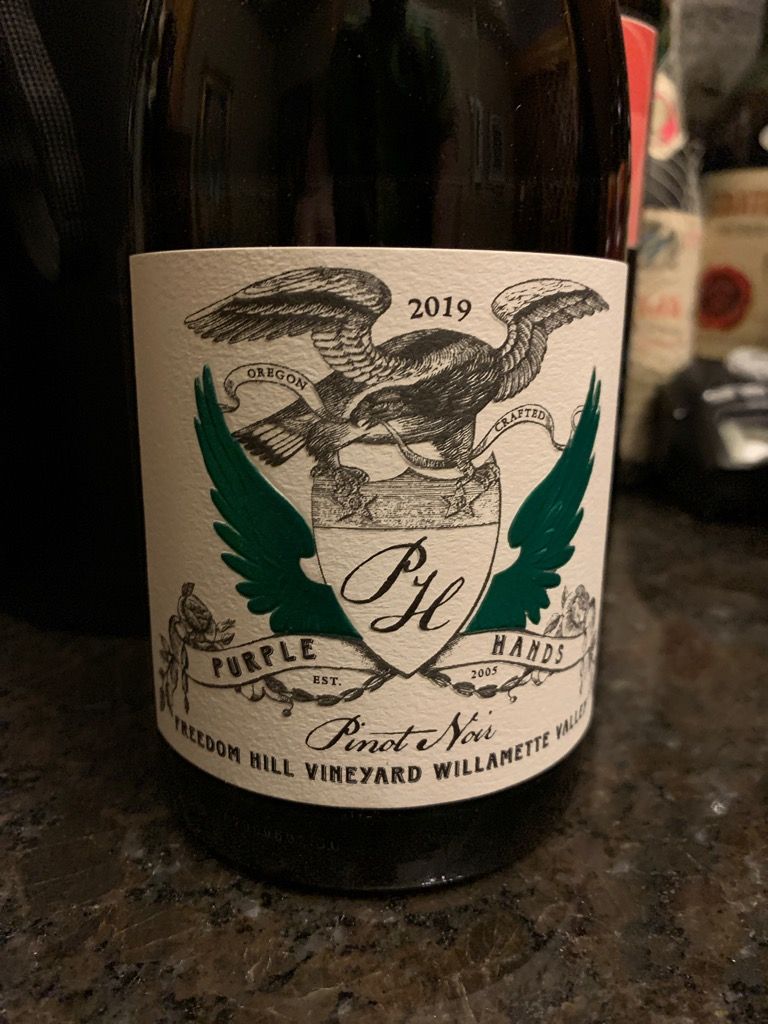 2019
OREGON
CRAFTED
PH
PURPLE HANDS
EST. 2005
Pinot Noir
FREEDOM HILL VINEYARD WILLAMETTE VALLEY